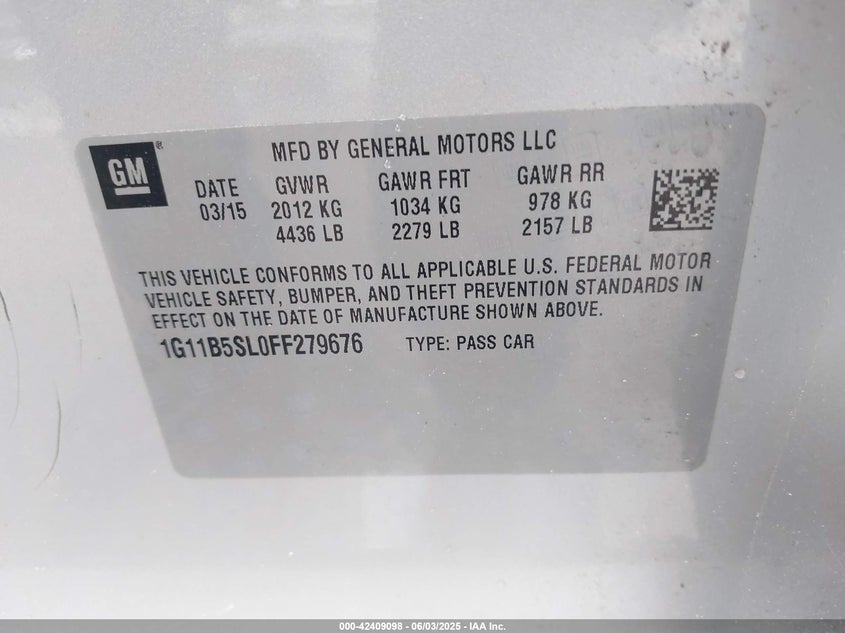 GM ®
MFD BY GENERAL MOTORS LLC
DATE GVWR GAWR FRT GAWR RR
03/15 2012 KG 1034 KG 978 KG
4436 LB 2279 LB 2157 LB
THIS VEHICLE CONFORMS TO ALL APPLICABLE U.S. FEDERAL MOTOR
VEHICLE SAFETY, BUMPER, AND THEFT PREVENTION STANDARDS IN
EFFECT ON THE DATE OF MANUFACTURE SHOWN ABOVE.
1G11B5SL0FF279676 TYPE: PASS CAR
000-42409098 - 06/03/2025 - IAA Inc.